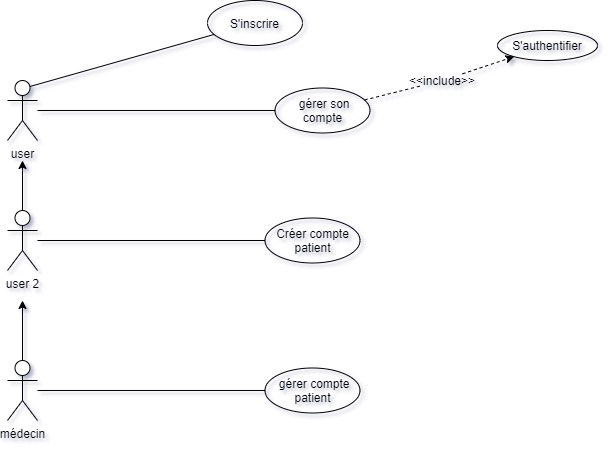 S'inscrire
S'authentifier
<<include>>
gérer son
compte
user
Créer compte
patient
user 2
gérer compte
patient
médecin